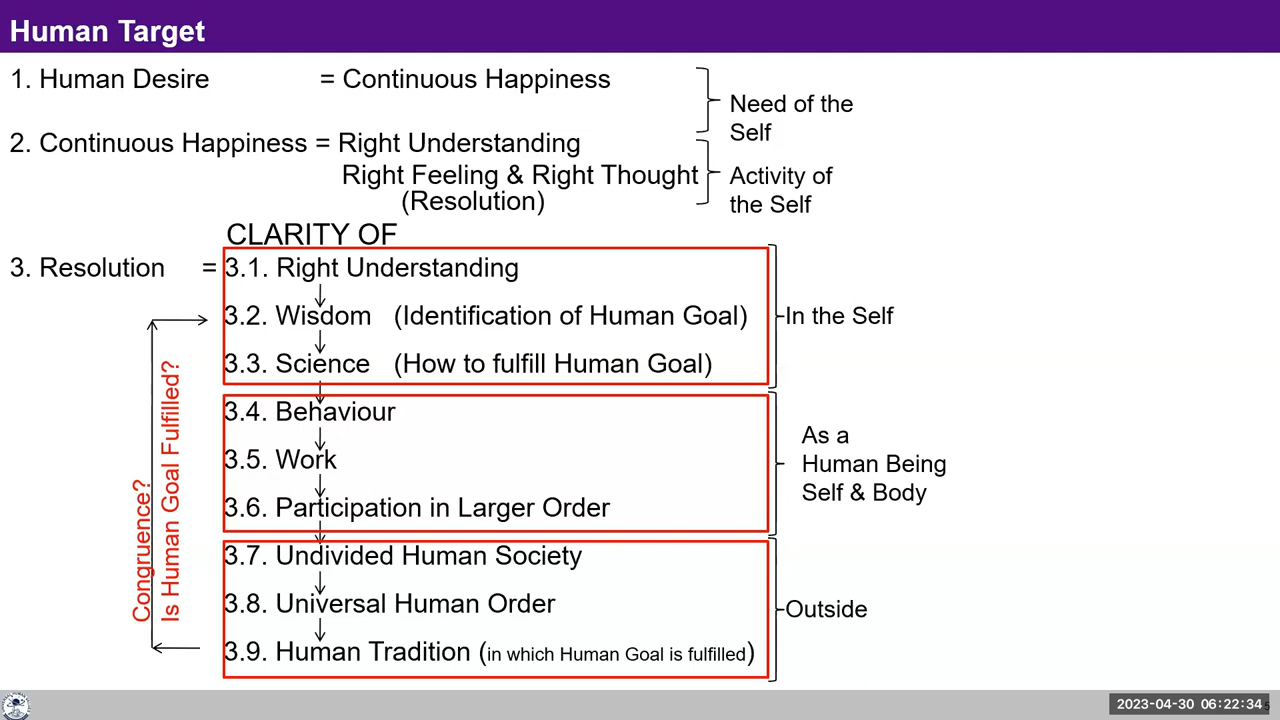 Human Target
1. Human Desire = Continuous Happiness
Need of the
Self
2. Continuous Happiness = Right Understanding
Right Feeling & Right Thought
(Resolution)
Activity of
the Self
CLARITY OF
3. Resolution = 3.1. Right Understanding
3.2. Wisdom (Identification of Human Goal)
3.3. Science (How to fulfill Human Goal)
In the Self
3.4. Behaviour
3.5. Work
3.6. Participation in Larger Order
As a
Human Being
Self & Body
3.7. Undivided Human Society
3.8. Universal Human Order
3.9. Human Tradition (in which Human Goal is fulfilled)
Outside
Congruence?
Is Human Goal Fulfilled?
2023-04-30 06:22:34